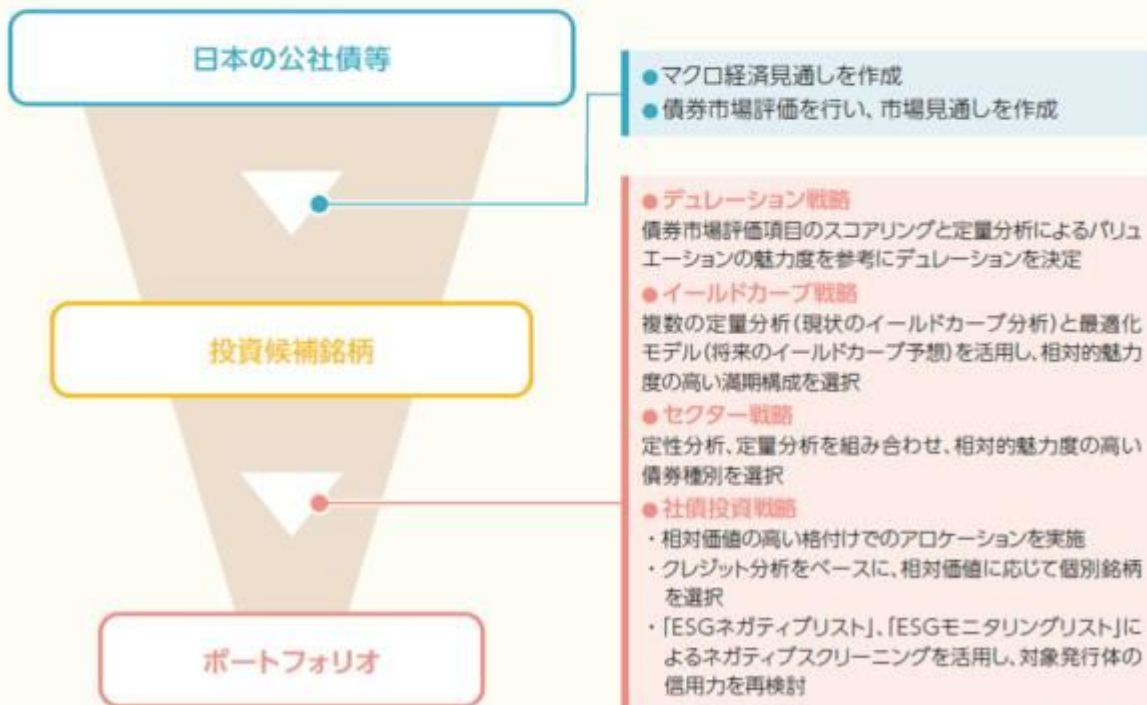 日本の公社債等
●マクロ経済見通しを作成
●債券市場評価を行い、市場見通しを作成
●デュレーション戦略
債券市場評価項目のスコアリングと定量分析によるバリュ
エーションの魅力度を参考にデュレーションを決定
●イールドカーブ戦略
複数の定量分析(現状のイールドカーブ分析)と最適化
モデル(将来のイールドカーブ予想)を活用し、相対的魅力
度の高い満期構成を選択
投資候補銘柄
●セクター戦略
定性分析、定量分析を組み合わせ、相対的魅力度の高い
債券種別を選択
●社債投資戦略
・相対価値の高い格付けでのアロケーションを実施
・クレジット分析をベースに、相対価値に応じて個別銘柄
を選択
・「ESGネガティブリスト」、「ESGモニタリングリスト」に
よるネガティブスクリーニングを活用し、対象発行体の
信用力を再検討
ポートフォリオ